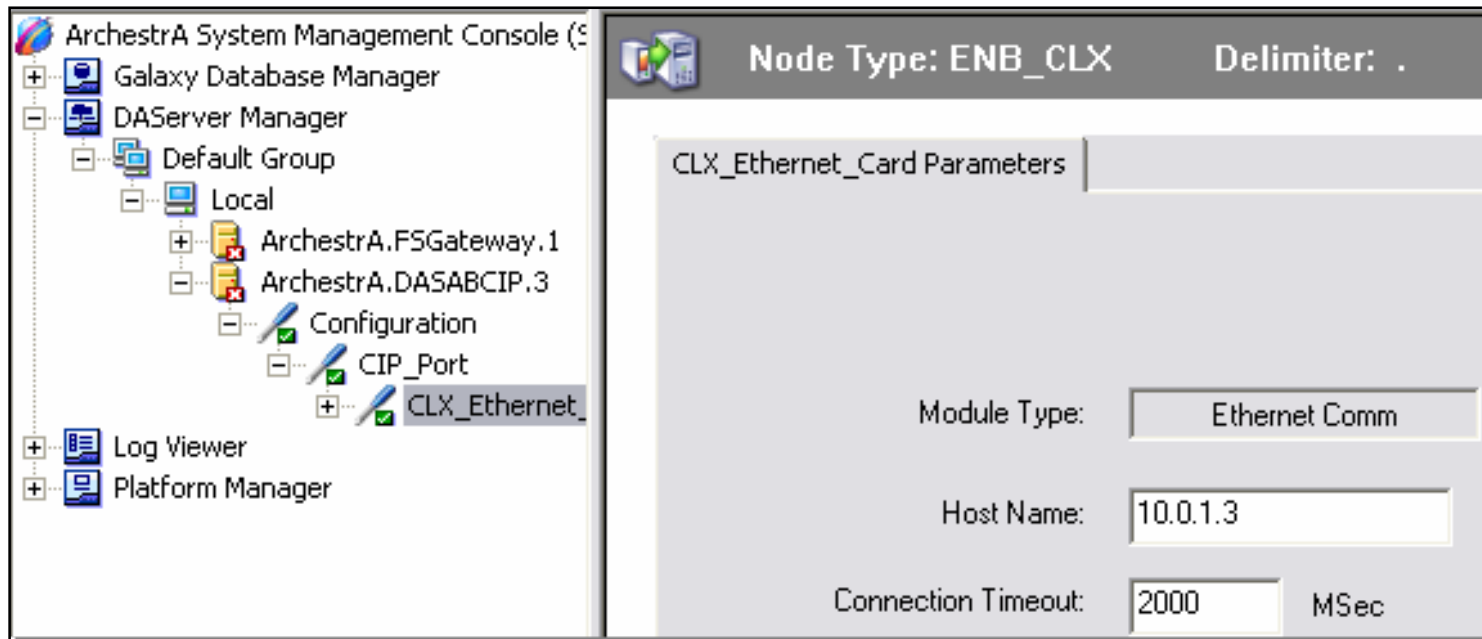 ArchestrA System Management Console (S
Galaxy Database Manager
DAServer Manager
Default Group
Local
ArchestrA.FSGateway.1
ArchestrA.DASABCIP.3
Configuration
CIP_Port
CLX_Ethernet_
Log Viewer
Platform Manager
Node Type: ENB_CLX Delimiter: .
CLX_Ethernet_Card Parameters
Module Type: Ethernet Comm
Host Name: 10.0.1.3
Connection Timeout: 2000 MSec